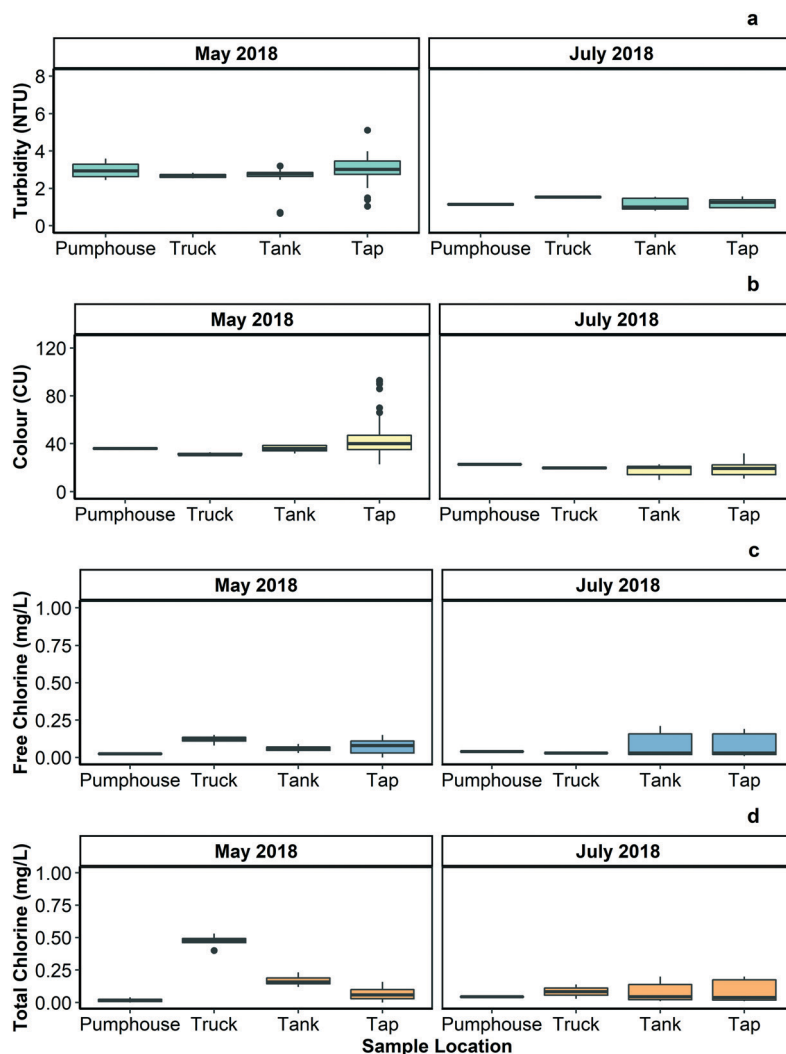 a
May 2018 July 2018
Turbidity (NTU)
8
6
4
2
0
Pumphouse Truck Tank Tap Pumphouse Truck Tank Tap
b
May 2018 July 2018
Colour (CU)
120
80
40
0
Pumphouse Truck Tank Tap Pumphouse Truck Tank Tap
c
May 2018 July 2018
Free Chlorine (mg/L)
1.00
0.75
0.50
0.25
0.00
Pumphouse Truck Tank Tap Pumphouse Truck Tank Tap
d
May 2018 July 2018
Total Chlorine (mg/L)
1.00
0.75
0.50
0.25
0.00
Pumphouse Truck Tank Tap Pumphouse Truck Tank Tap
Sample Location